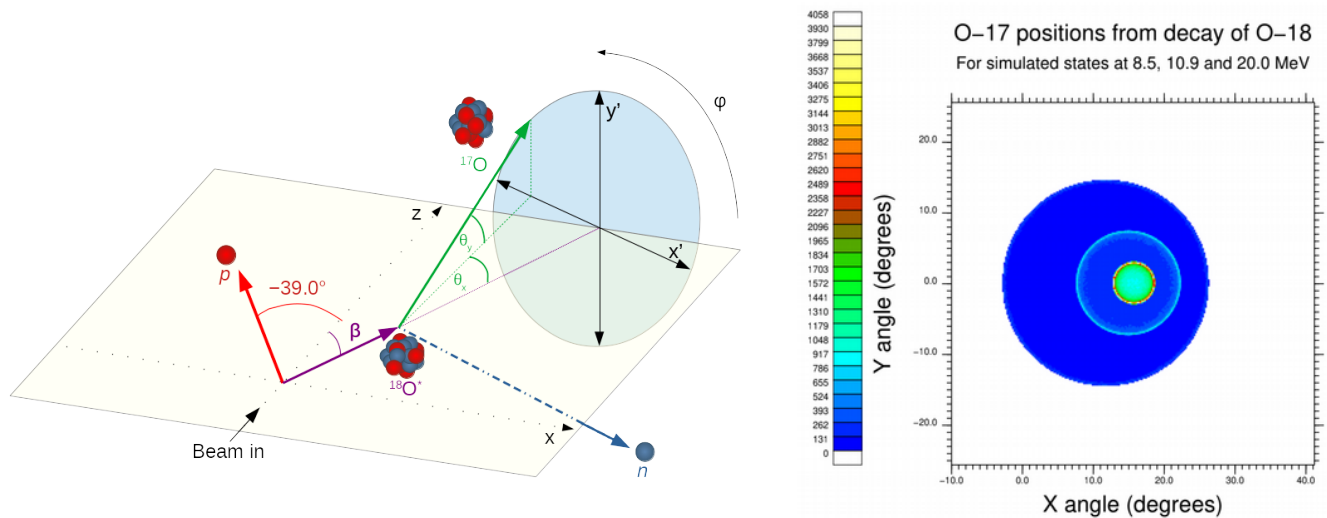 y'
φ
17O
z
θy
x'
p
−39.0°
θx
β
18O*
Beam in
x
n
4058
3930
3799
3668
3537
3406
3275
3144
3013
2882
2751
2620
2489
2358
2227
2096
1965
1834
1703
1572
1441
1310
1179
1048
917
786
655
524
393
262
131
0
O−17 positions from decay of O−18
For simulated states at 8.5, 10.9 and 20.0 MeV
Y angle (degrees)
20.0
10.0
0.0
−10.0
−20.0
−10.0 0.0 10.0 20.0 30.0 40.0
X angle (degrees)